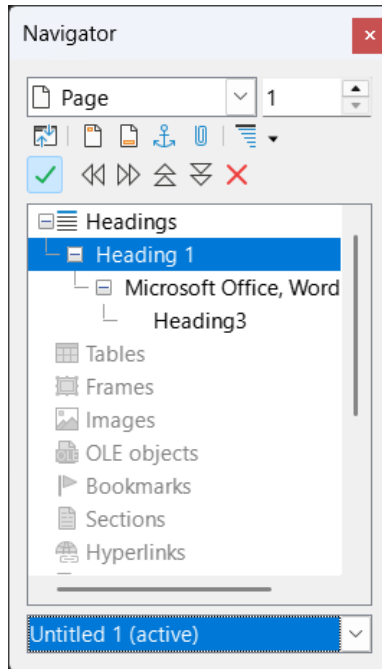 Navigator
Page 1
Headings
Heading 1
Microsoft Office, Word
Heading3
Tables
Frames
Images
OLE objects
Bookmarks
Sections
Hyperlinks
Untitled 1 (active)